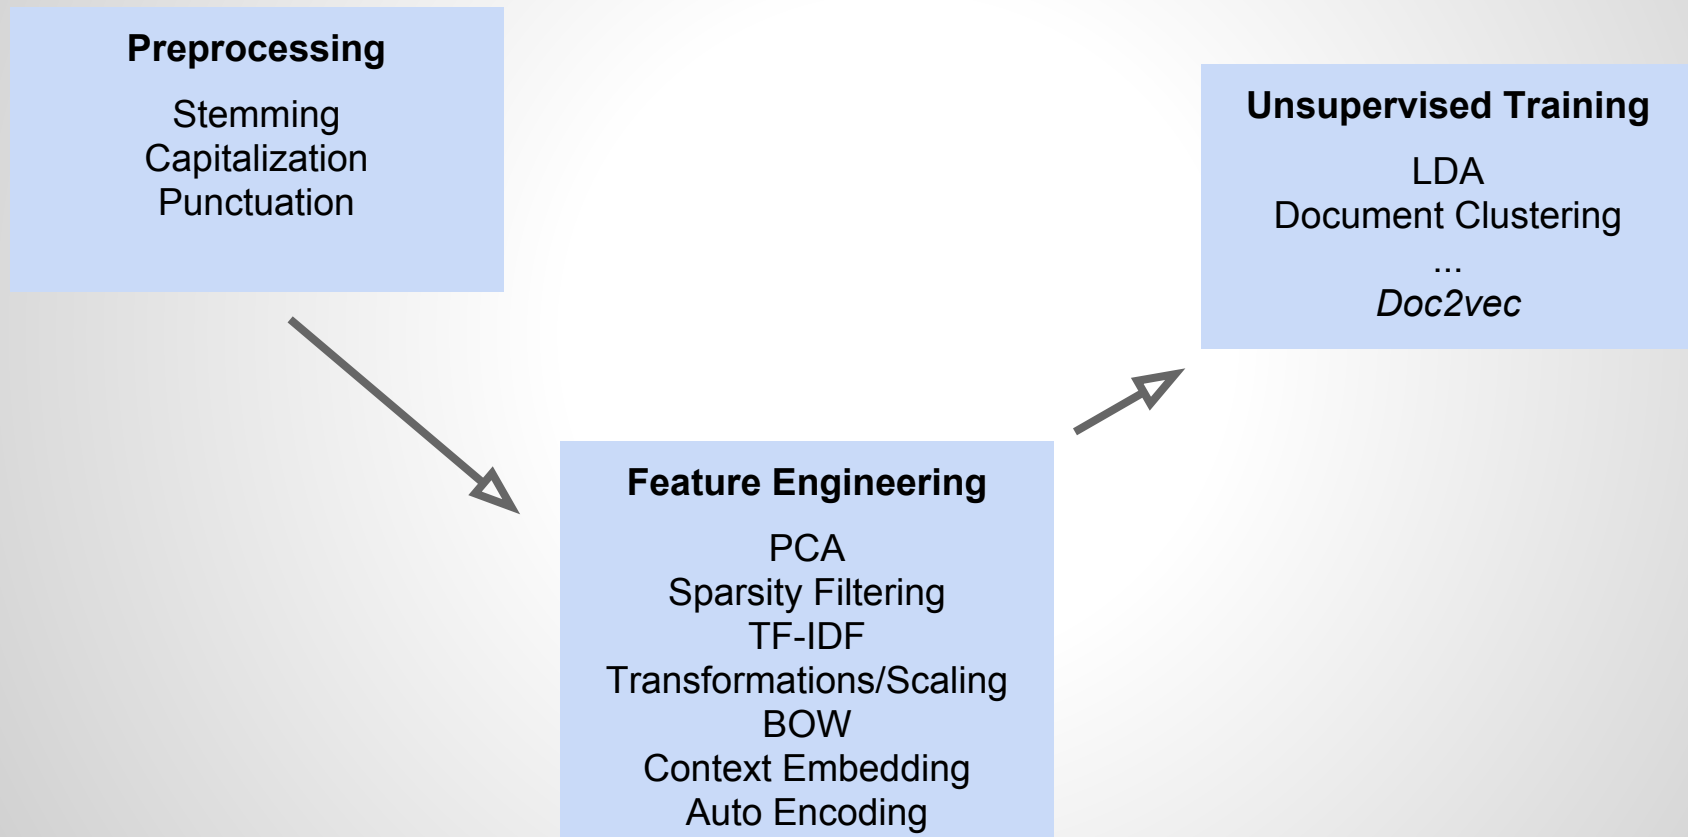 Preprocessing
Stemming
Capitalization
Punctuation
Unsupervised Training
LDA
Document Clustering
...
Doc2vec
Feature Engineering
PCA
Sparsity Filtering
TF-IDF
Transformations/Scaling
BOW
Context Embedding
Auto Encoding